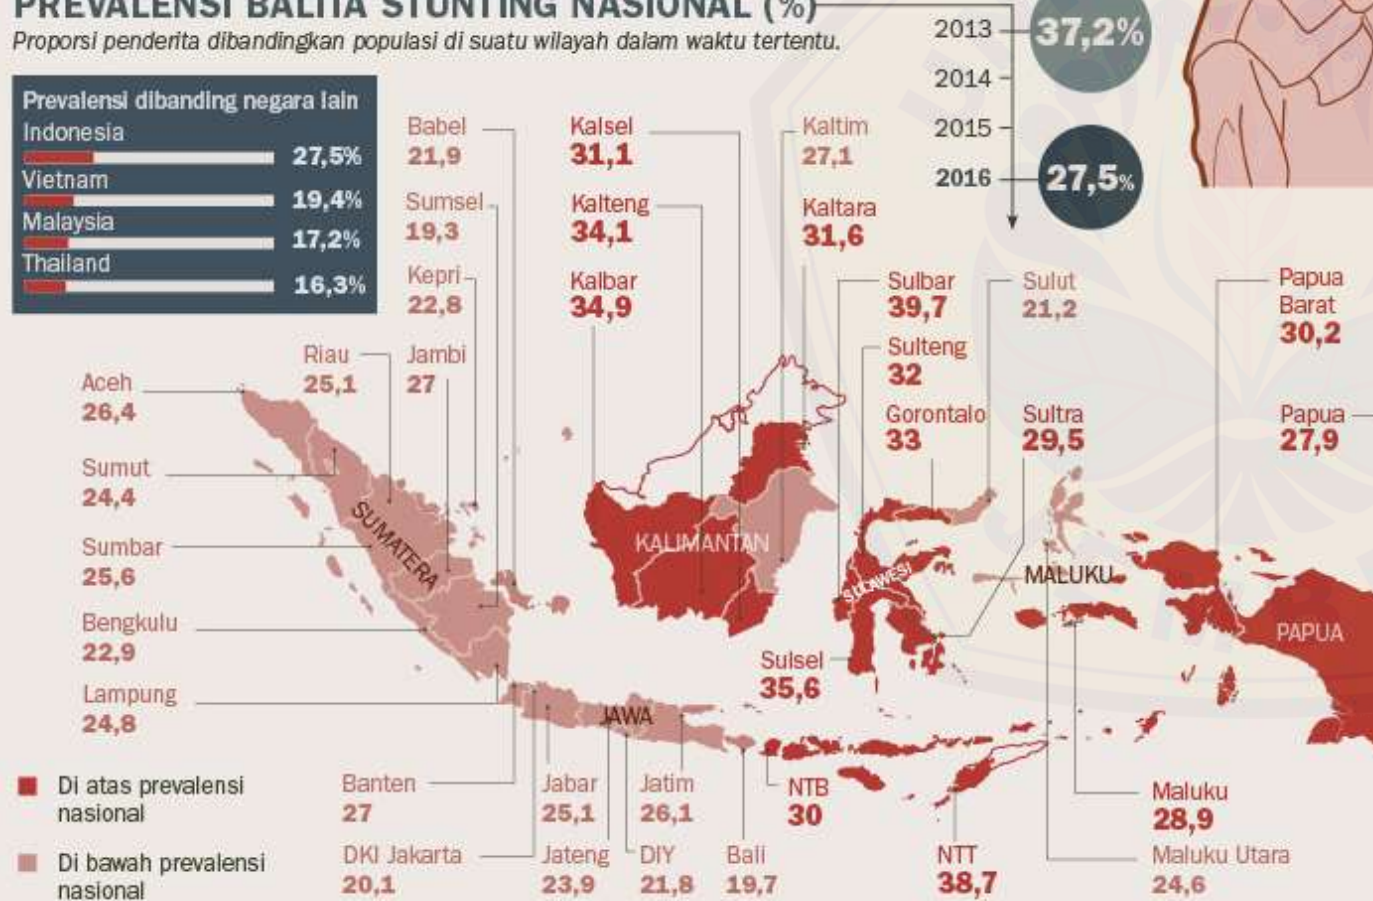 PREVALENSI BALITA STUNTING NASIONAL (%)
Proporsi penderita dibandingkan populasi di suatu wilayah dalam waktu tertentu.
2013
37,2%
2014
2015
2016
27,5%
Prevalensi dibanding negara lain
Indonesia
27,5%
Vietnam
19,4%
Malaysia
17,2%
Thailand
16,3%
Babel
21,9
Sumsel
19,3
Kepri
22,8
Riau
25,1
Jambi
27
Aceh
26,4
Sumut
24,4
Sumbar
25,6
Bengkulu
22,9
Lampung
24,8
SUMATERA
Kalsel
31,1
Kalteng
34,1
Kalbar
34,9
Kaltim
27,1
Kaltara
31,6
KALIMANTAN
Sulbar
39,7
Sulteng
32
Gorontalo
33
Sulut
21,2
Sultra
29,5
SULAWESI
Sulsel
35,6
Papua
Barat
30,2
Papua
27,9
MALUKU
PAPUA
JAWA
Di atas prevalensi
nasional
Di bawah prevalensi
nasional
Banten
27
DKI Jakarta
20,1
Jabar
25,1
Jateng
23,9
Jatim
26,1
DIY
21,8
Bali
19,7
NTB
30
NTT
38,7
Maluku
28,9
Maluku Utara
24,6